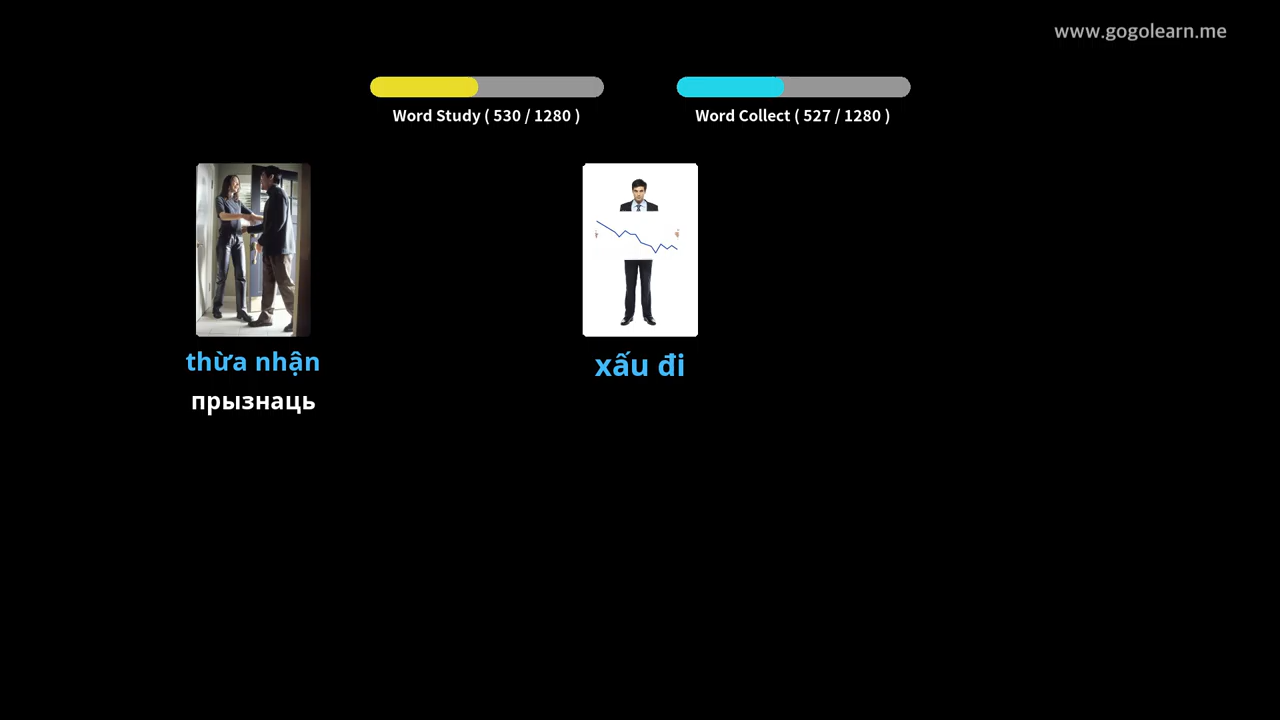 www.gogolearn.me
Word Study ( 530 / 1280 )
Word Collect ( 527 / 1280 )
thừa nhận
прызнаць
xấu đi